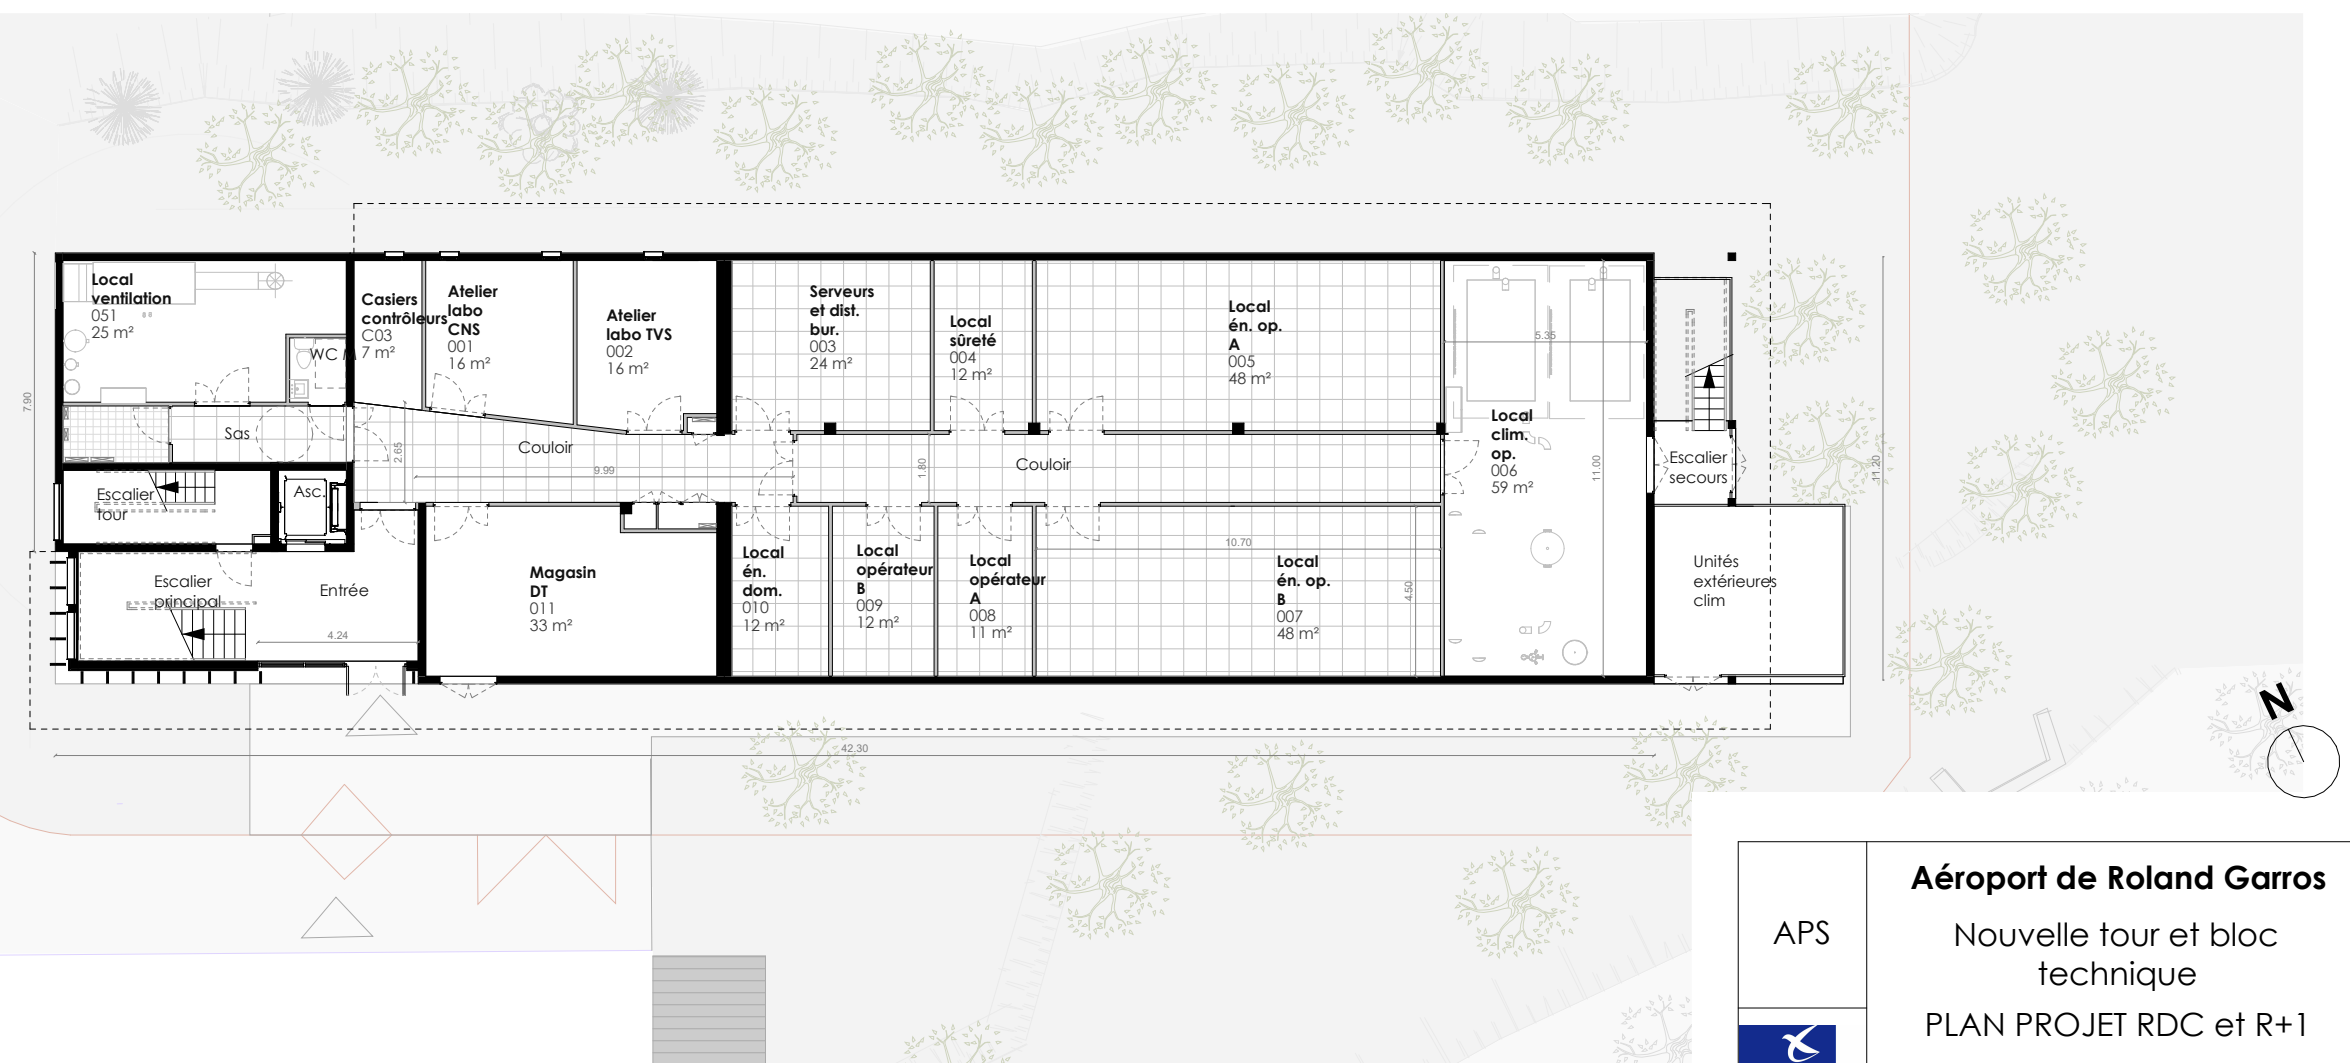 Local
ventilation
051
25 m²
WC
Casiers
contrôleurs
C03
7 m²
Atelier
labo
CNS
001
16 m²
Atelier
labo TVS
002
16 m²
Serveurs
et dist.
bur.
003
24 m²
Local
sûreté
004
12 m²
Local
én. op.
A
005
48 m²
5.35
Local
clim.
op.
006
59 m²
11.00
7.90
Sas
2.65
Couloir
9.99
1.80
Couloir
Escalier
secours
11.20
Escalier
tour
Asc.
Escalier
principal
Entrée
4.24
Magasin
DT
011
33 m²
Local
én.
dom.
010
12 m²
Local
opérateur
B
009
12 m²
Local
opérateur
A
008
11 m²
10.70
Local
én. op.
B
007
48 m²
4.50
Unités
extérieures
clim
42.30
N
APS
Aéroport de Roland Garros
Nouvelle tour et bloc
technique
PLAN PROJET RDC et R+1